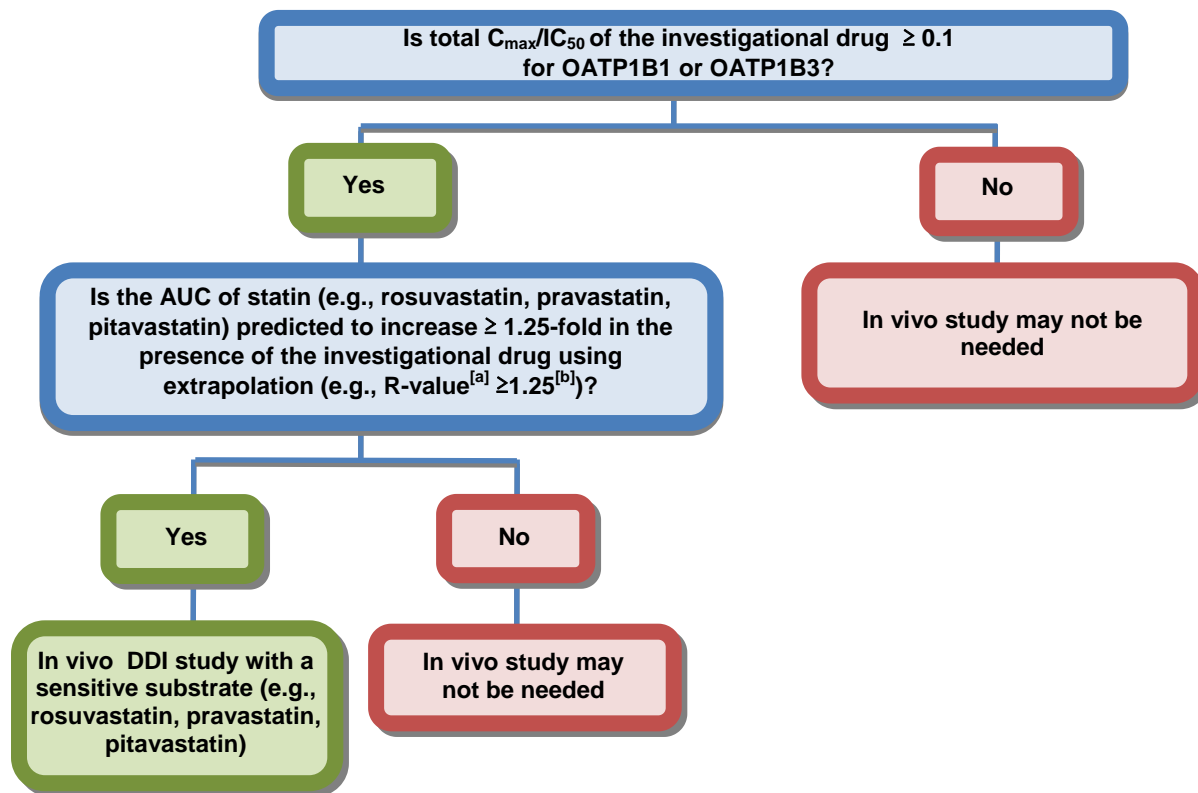 Is total Cmax/IC50 of the investigational drug ≥ 0.1
for OATP1B1 or OATP1B3?
Yes
No
Is the AUC of statin (e.g., rosuvastatin, pravastatin,
pitavastatin) predicted to increase ≥ 1.25-fold in the
presence of the investigational drug using
extrapolation (e.g., R-value[a] ≥1.25[b])?
In vivo study may not be
needed
Yes
No
In vivo DDI study with a
sensitive substrate (e.g.,
rosuvastatin, pravastatin,
pitavastatin)
In vivo study may
not be needed